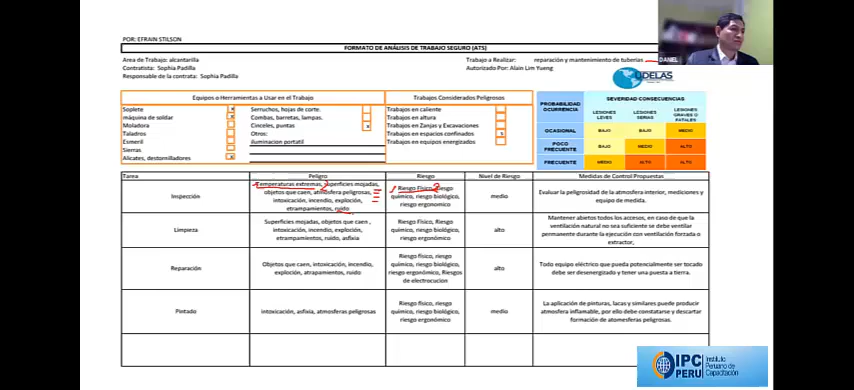 POR: EFRAIN STILSON
FORMATO DE ANÁLISIS DE TRABAJO SEGURO (ATS)
Area de Trabajo: alcantarilla
Contratista: Sophia Padilla
Responsable de la contrata: Sophia Padilla
Trabajo a Realizar: reparación y mantenimiento de tuberias
Autorizado Por: Alain Lim Yueng
DANIEL
UDELAS
Equipos o Herramientas a Usar en el Trabajo
Soplete x Serruchos, hojas de corte.
máquina de soldar x Combas, barretas, lampas.
Moladora Cinceles, puntas x
Taladros Otros:
Esmeril iluminacion portatil
Sierras
Alicates, destornilladores x
Trabajos Considerados Peligrosos
Trabajos en caliente
Trabajos en altura
Trabajos en Zanjas y Excavaciones
Trabajos en espacios confinados x
Trabajos en equipos energizados
PROBABILIDAD OCURRENCIA
SEVERIDAD CONSECUENCIAS
LESIONES LEVES
LESIONES SERIAS
LESIONES GRAVES O FATALES
OCASIONAL BAJO BAJO MEDIO
POCO FRECUENTE BAJO MEDIO ALTO
FRECUENTE MEDIO ALTO ALTO
Tarea Peligro Riesgo Nivel de Riesgo Medidas de Control Propuestas
Inspección
Temperaturas extremas, superficies mojadas,
objetos que caen, atmósfera peligrosas,
intoxicación, incendio, exploción,
etrampamientos, ruido
Riesgo Físico, riesgo
químico, riesgo biológico,
riesgo ergonomico
medio
Evaluar la peligrosidad de la atmosfera interior, mediciones y
equipo de medida.
Limpieza
Superficies mojadas, objetos que caen ,
intoxicación, incendio, exploción,
etrampamientos, ruido, asfixia
Riesgo Físico, Riesgo
químico, riesgo biológico,
riesgo ergonómico
alto
Mantener abietos todos los accesos, en caso de que la
ventilación natural no sea suficiente se debe ventilar
permanente durante la ejecución con ventilación forzada o
extractor,
Reparación
Objetos que caen, intoxicación, incendio,
exploción, atrapamientos, ruido
Riesgo físico, riesgo
químico, riesgo biológico,
riesgo ergonómico, Riesgos
de electrocucion
alto
Todo equipo eléctrico que pueda potencialmente ser tocado
debe ser desenergizado y tener una puesta a tierra.
Pintado
intoxicación, asfixia, atmosferas peligrosas
Riesgo físico, riesgo
químico, riesgo biológico,
riesgo ergonómico
medio
La aplicación de pinturas, lacas y similares puede producir
atmosfera inflamable, por ello debe constatarse y descartar
formación de atomesferas peligrosas.
IPC PERU
Instituto
Peruano de
Capacitación